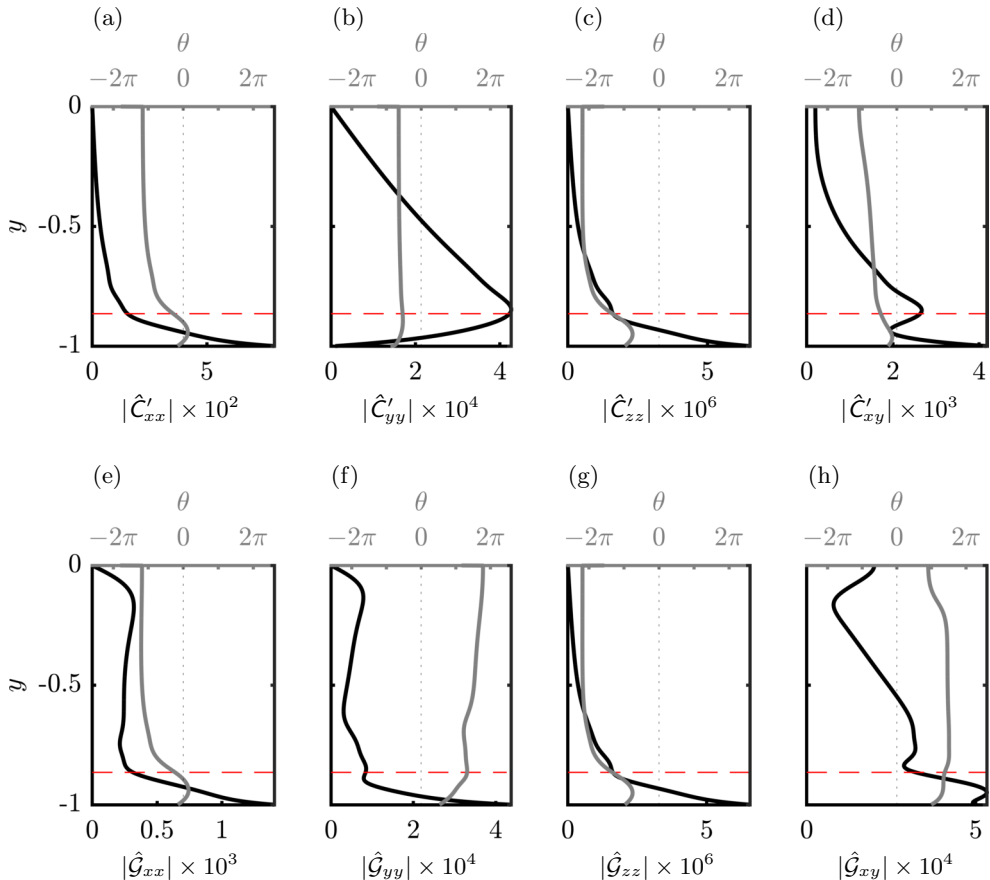 (a) (b) (c) (d)
θ θ θ θ
−2π 0 2π −2π 0 2π −2π 0 2π −2π 0 2π
0
-0.5
y
-1
0 5 0 2 4 0 5 0 2 4
|Ĉ′xx| × 10² |Ĉ′yy| × 10⁴ |Ĉ′zz| × 10⁶ |Ĉ′xy| × 10³
(e) (f) (g) (h)
θ θ θ θ
−2π 0 2π −2π 0 2π −2π 0 2π −2π 0 2π
0
-0.5
y
-1
0 0.5 1 0 2 4 0 5 0 5
|Ĝxx| × 10³ |Ĝyy| × 10⁴ |Ĝzz| × 10⁶ |Ĝxy| × 10⁴